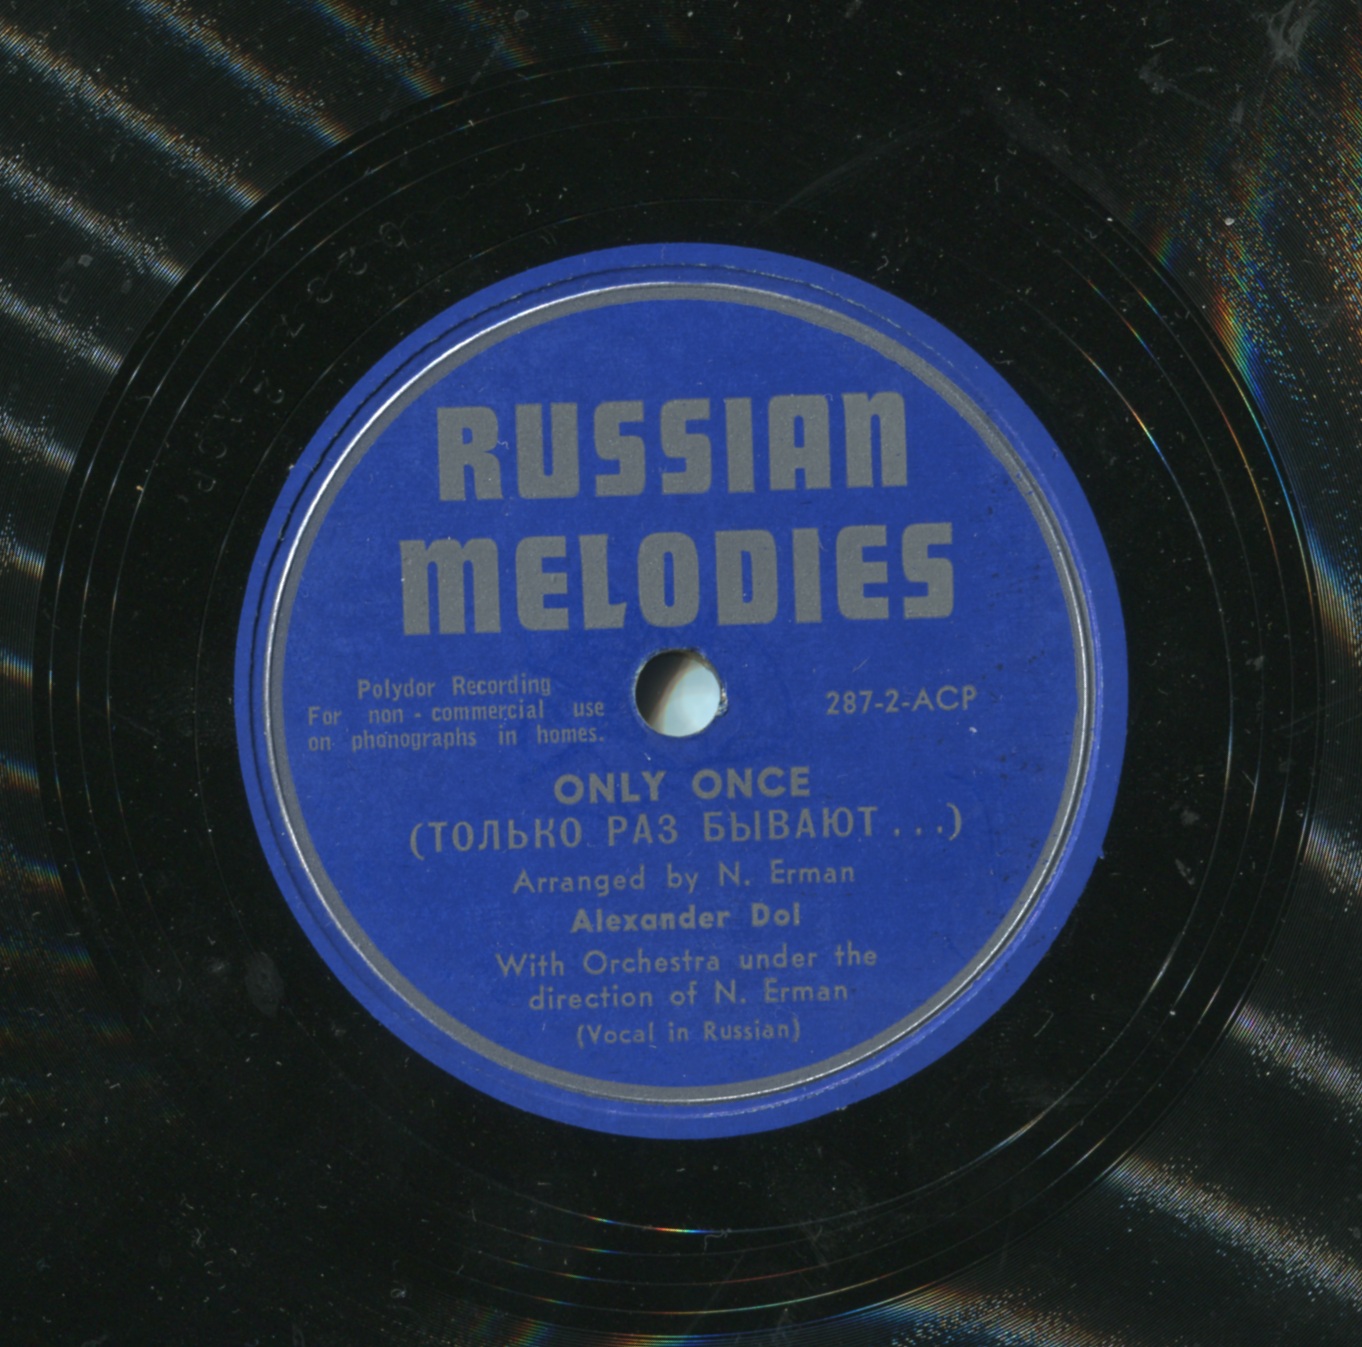 RUSSIAN
MELODIES
Polydor Recording
For non-commercial use
on phonographs in homes.
287-2-ACP
ONLY ONCE
(ТОЛЬКО РАЗ БЫВАЮТ...)
Arranged by N. Erman
Alexander Dol
With Orchestra under the
direction of N. Erman
(Vocal in Russian)